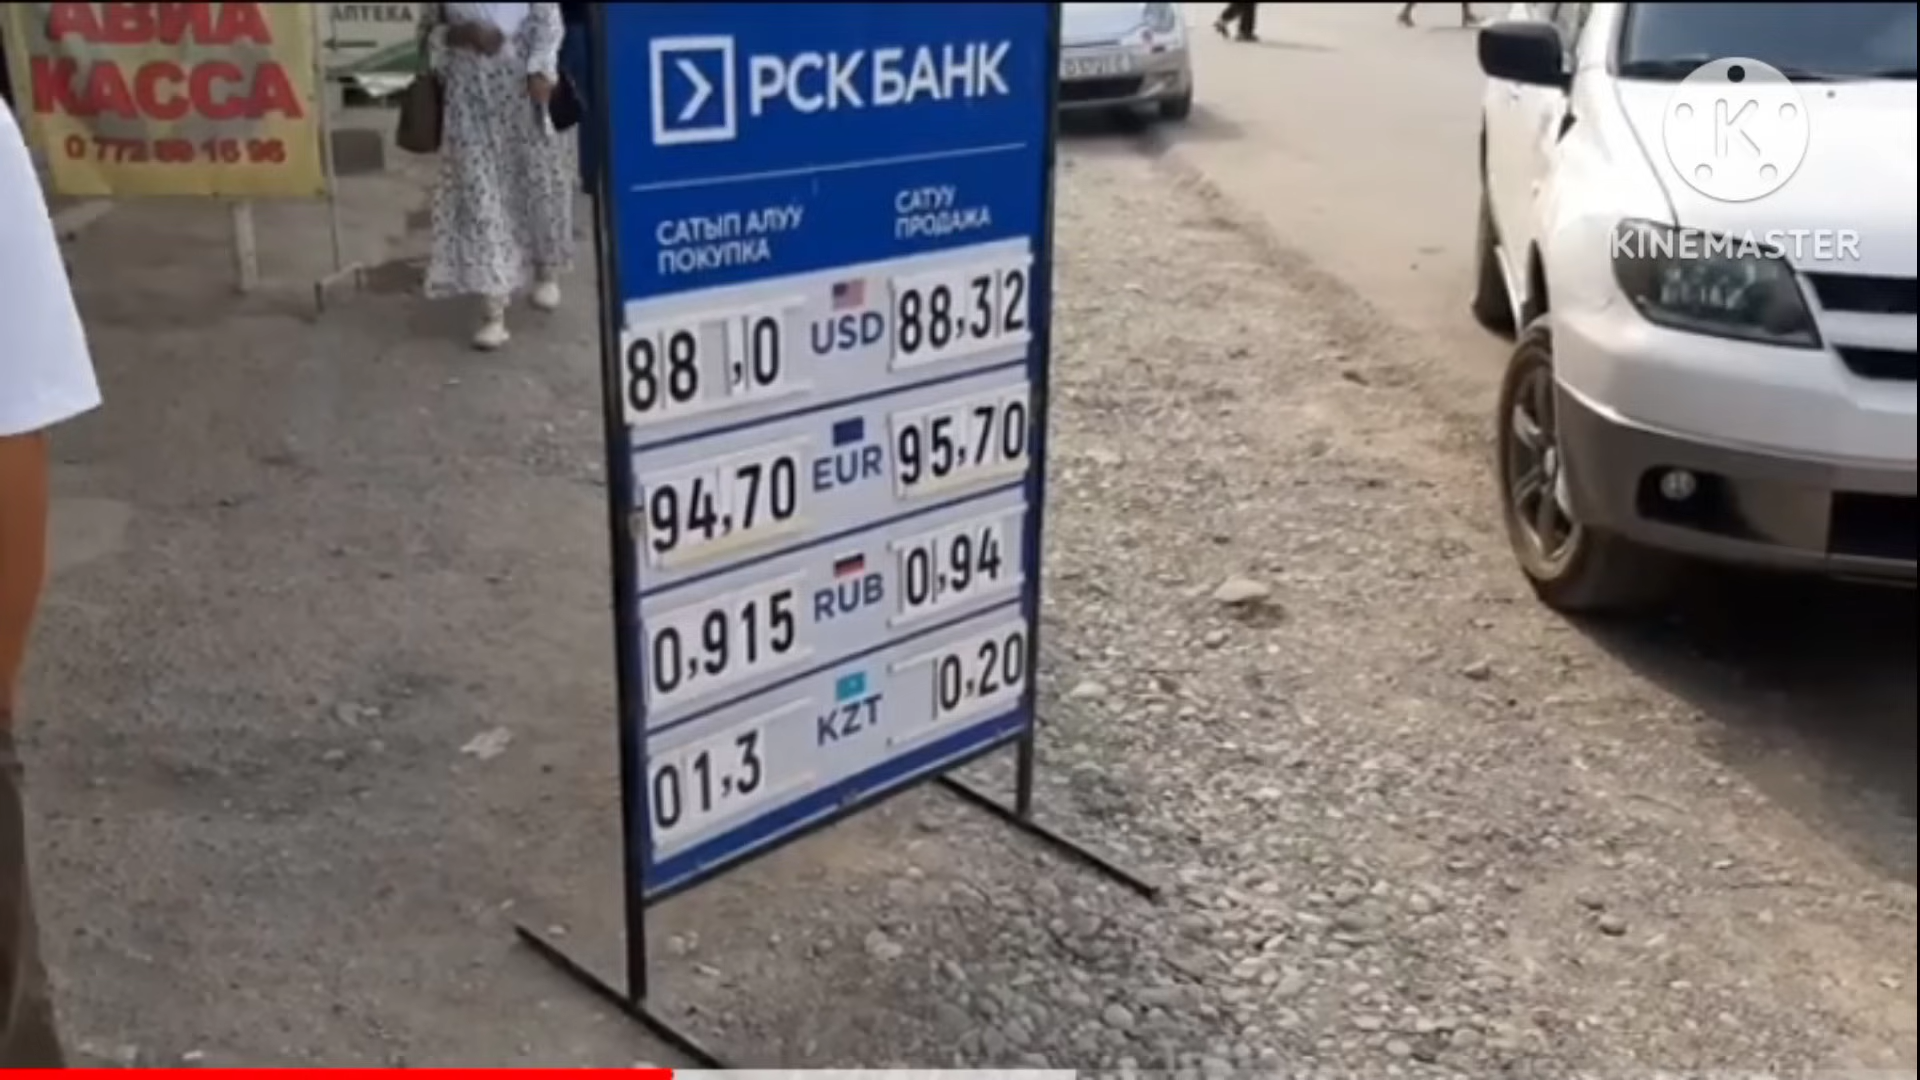 АВИА
КАССА
АПТЕКА
РСК БАНК
САТЫП АЛУУ
ПОКУПКА
САТУУ
ПРОДАЖА
88,0 USD 88,32
94,70 EUR 95,70
0,915 RUB 0,94
01,3 KZT 0,20
K
KINEMASTER